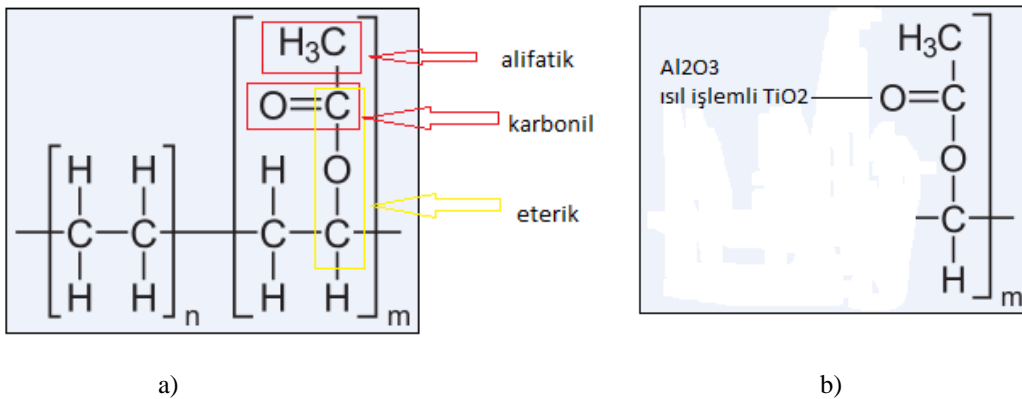 H3C
alifatik
O=C
karbonil
O
eterik
H H H
C C C C
H H H H
n
m
a)
H3C
Al2O3
ısıl işlemli TiO2
O=C
O
C
H
m
b)